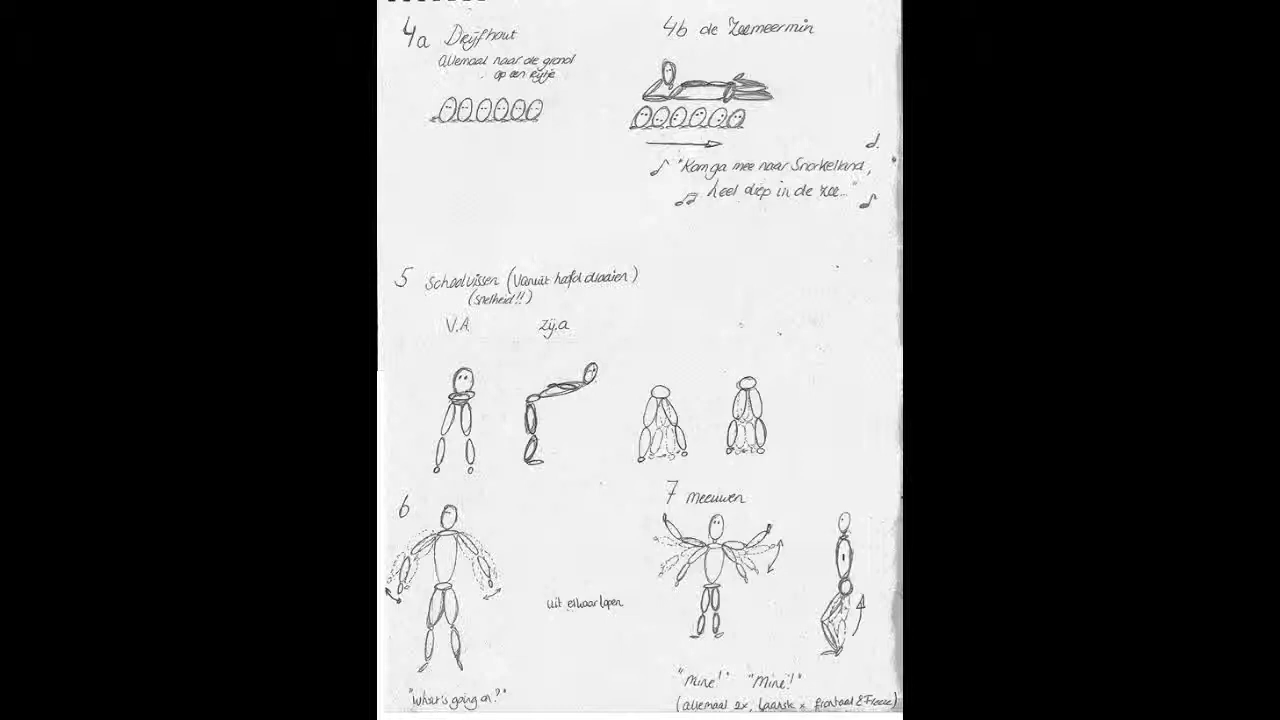 4a Drijfhout
allemaal naar de grond
op een rijtje
4b de Zeemeermin
d.
"Kom ga mee naar Snorkelland,
heel diep in de zee..."
5 Schoolvissen (Vanuit hoofd draaien)
(snelheid!!)
V.A.
zij.a
6
uit elkaar lopen
"What's going on?"
7 meeuwen
"Mine!" "Mine!"
(allemaal 2x, laatste x frontaal & Freeze)